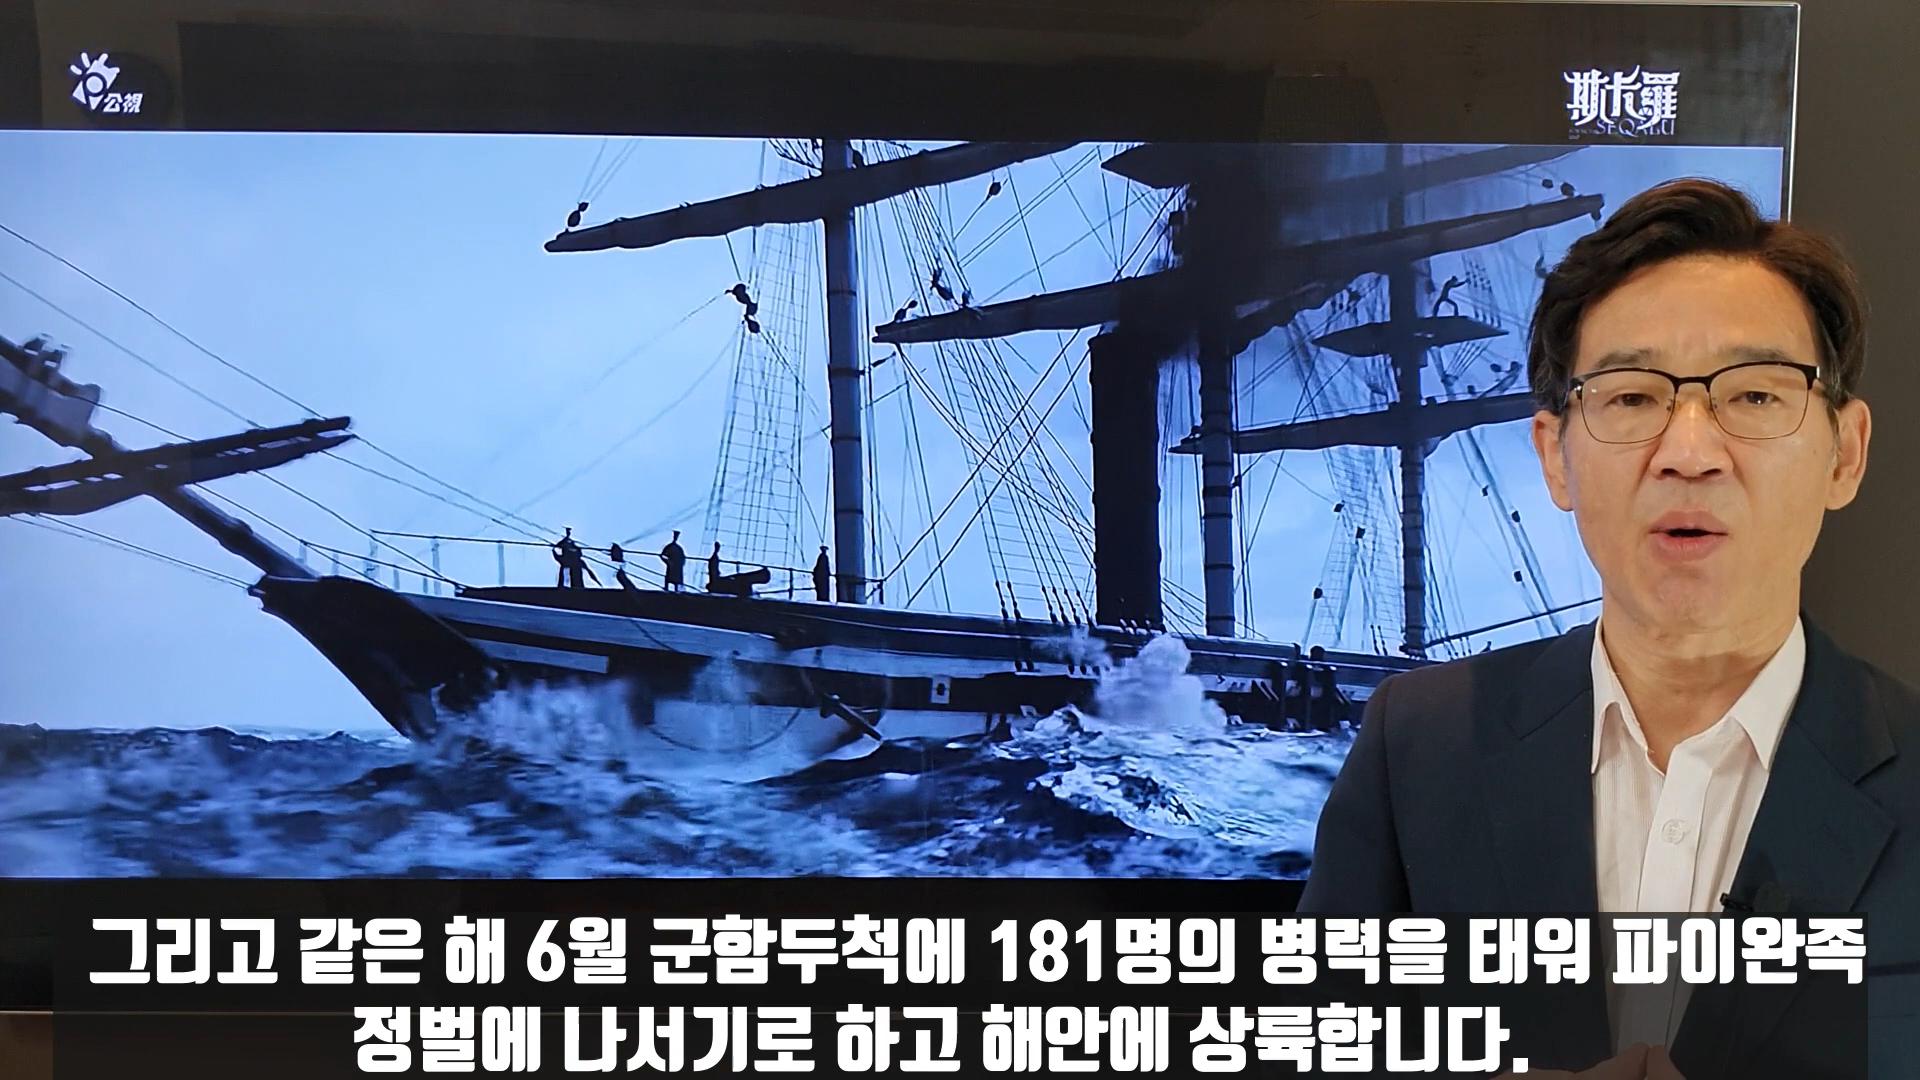 公視
斯卡羅
SEQALU
그리고 같은 해 6월 군함두척에 181명의 병력을 태워 파이완족
정벌에 나서기로 하고 해안에 상륙합니다.